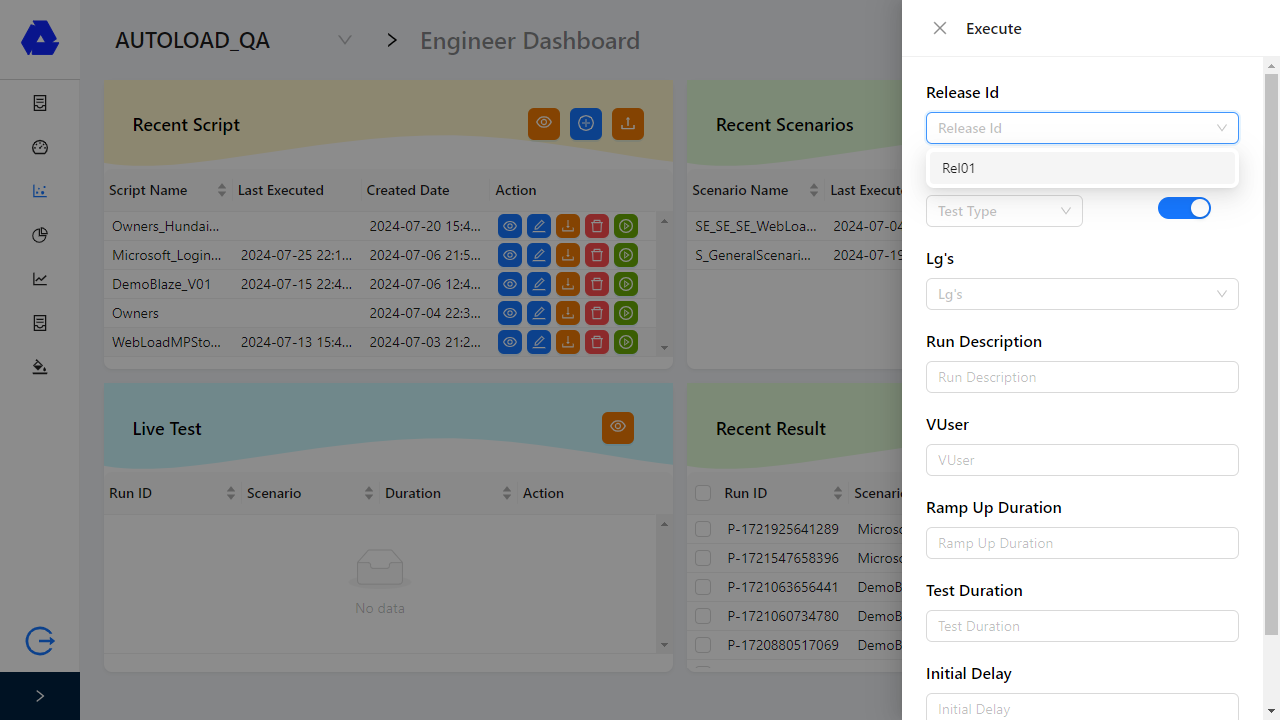 AUTOLOAD_QA
Engineer Dashboard
Execute
Recent Script
Script Name
Last Executed
Created Date
Action
Owners_Hundai...
2024-07-20 15:4...
Microsoft_Login...
2024-07-25 22:1...
2024-07-06 21:5...
DemoBlaze_V01
2024-07-15 22:4...
2024-07-06 12:4...
Owners
2024-07-04 22:3...
WebLoadMPSto...
2024-07-13 15:4...
2024-07-03 21:2...
Recent Scenarios
Scenario Name
Last Execute
SE_SE_SE_WebLoa...
2024-07-04
S_GeneralScenari...
2024-07-19
Live Test
Run ID
Scenario
Duration
Action
No data
Recent Result
Run ID
Scenario
P-1721925641289
Microso
P-1721547658396
Microso
P-1721063656441
DemoB
P-1721060734780
DemoB
P-1720880517069
DemoB
Release Id
Release Id
Rel01
Test Type
Lg's
Lg's
Run Description
Run Description
VUser
VUser
Ramp Up Duration
Ramp Up Duration
Test Duration
Test Duration
Initial Delay
Initial Delay